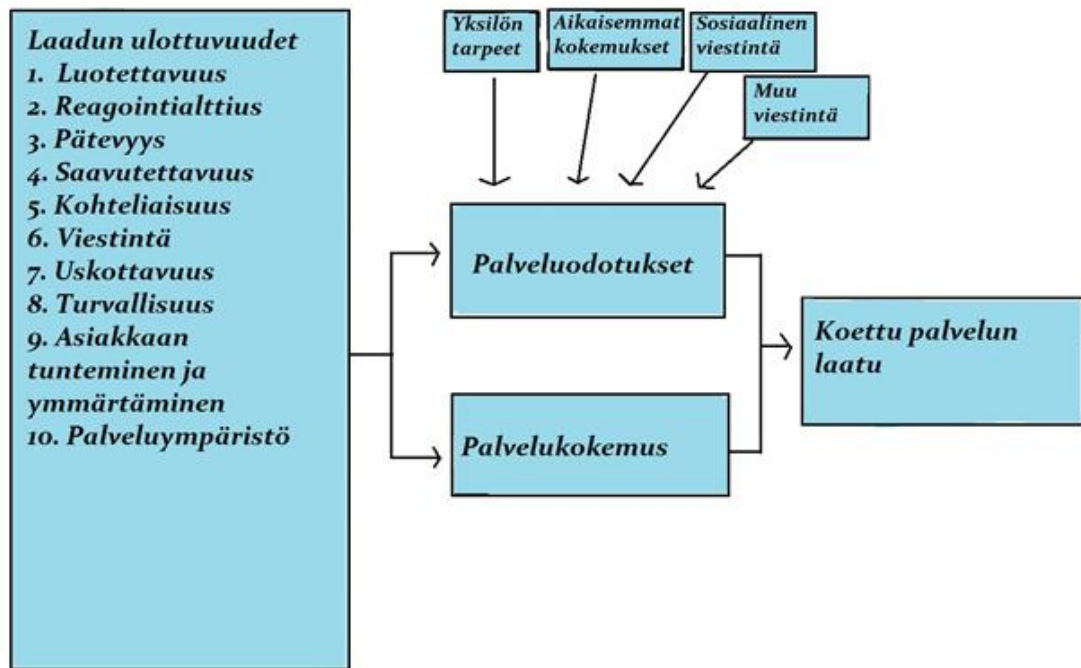 Laadun ulottuvuudet
1. Luotettavuus
2. Reagointialttius
3. Pätevyys
4. Saavutettavuus
5. Kohteliaisuus
6. Viestintä
7. Uskottavuus
8. Turvallisuus
9. Asiakkaan
tunteminen ja
ymmärtäminen
10. Palveluympäristö
Yksilön
tarpeet
Aikaisemmat
kokemukset
Sosiaalinen
viestintä
Muu
viestintä
Palveluodotukset
Palvelukokemus
Koettu palvelun
laatu